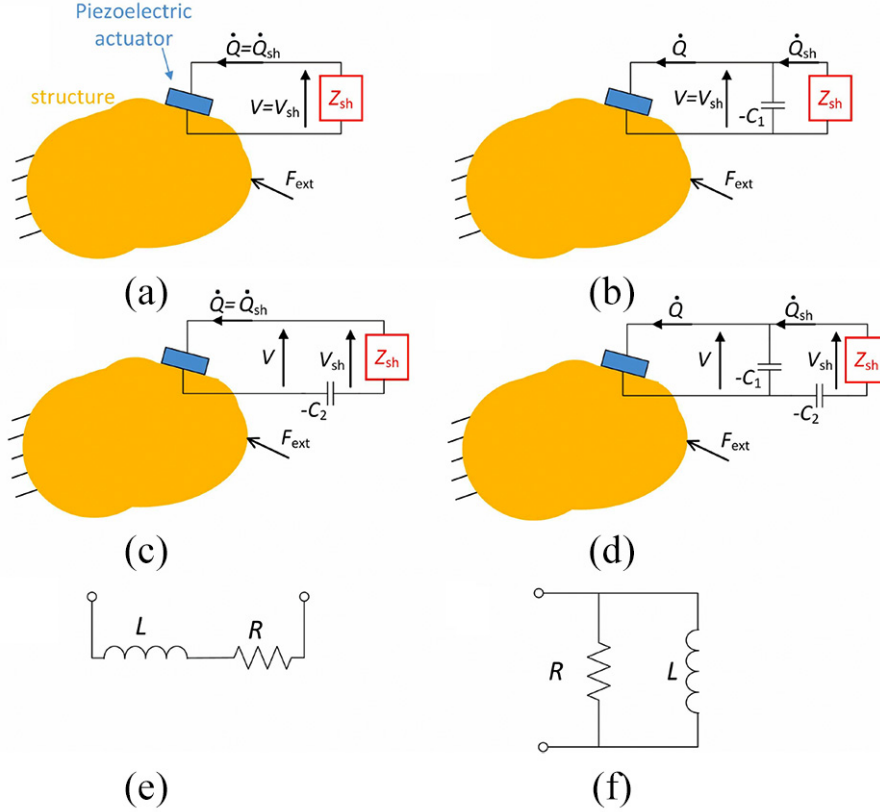 Piezoelectric
actuator
structure
Q̇=Q̇sh
V=Vsh
Zsh
Fext
(a)
Q̇
Q̇sh
V=Vsh
-C1
Zsh
Fext
(b)
Q̇=Q̇sh
V
Vsh
Zsh
-C2
Fext
(c)
Q̇
Q̇sh
V
-C1
Vsh
Zsh
-C2
Fext
(d)
L
R
(e)
R
L
(f)